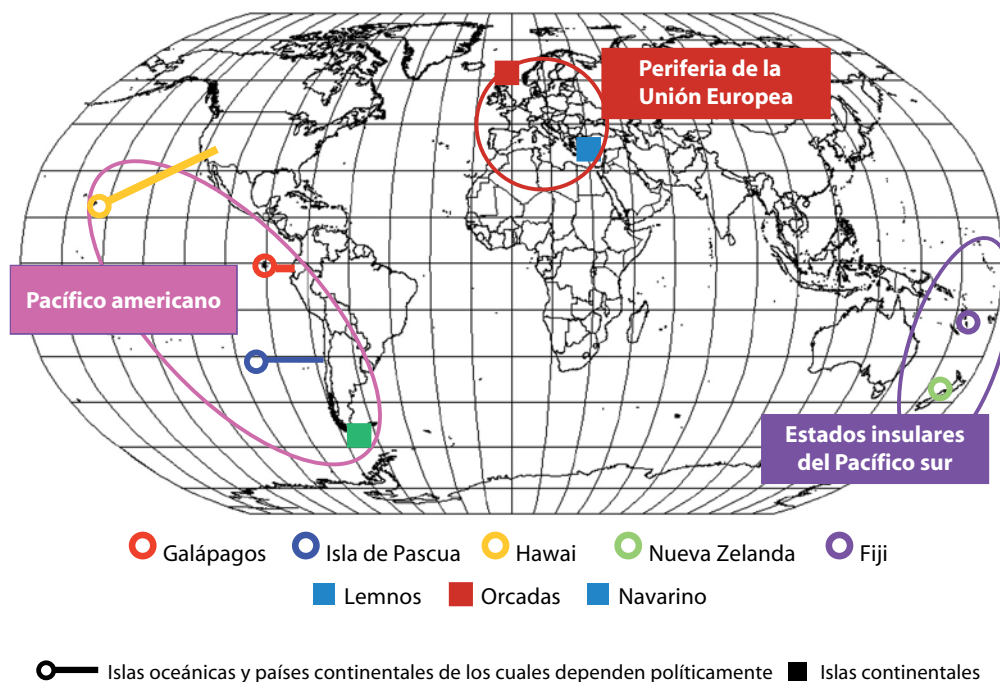 Periferia de la
Unión Europea
Pacífico americano
Estados insulares
del Pacífico sur
Galápagos Isla de Pascua Hawai Nueva Zelanda Fiji
Lemnos Orcadas Navarino
Islas oceánicas y países continentales de los cuales dependen políticamente Islas continentales